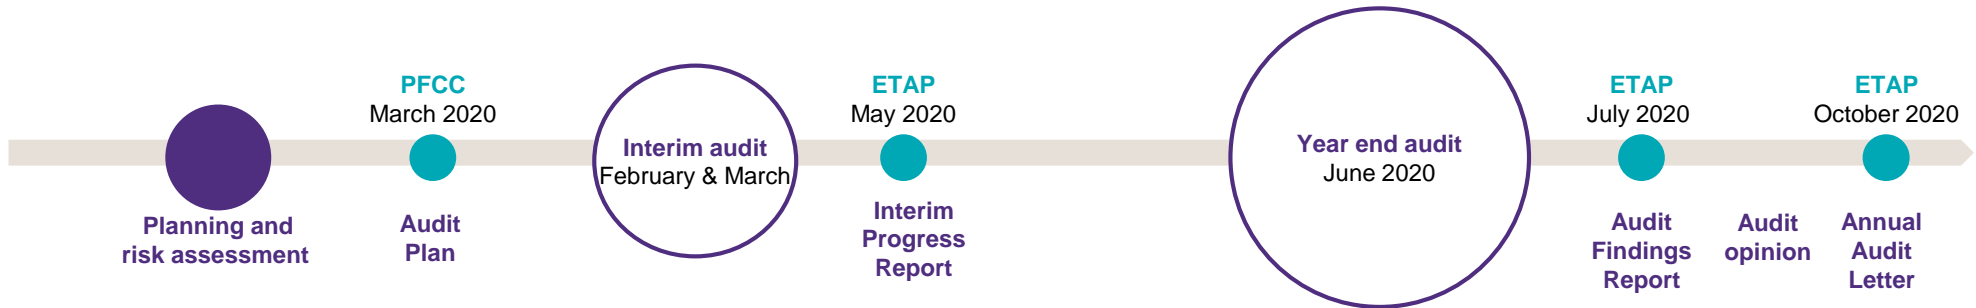 Planning and
risk assessment
PFCC
March 2020
Audit
Plan
Interim audit
February & March
ETAP
May 2020
Interim
Progress
Report
Year end audit
June 2020
ETAP
July 2020
Audit
Findings
Report
Audit
opinion
ETAP
October 2020
Annual
Audit
Letter